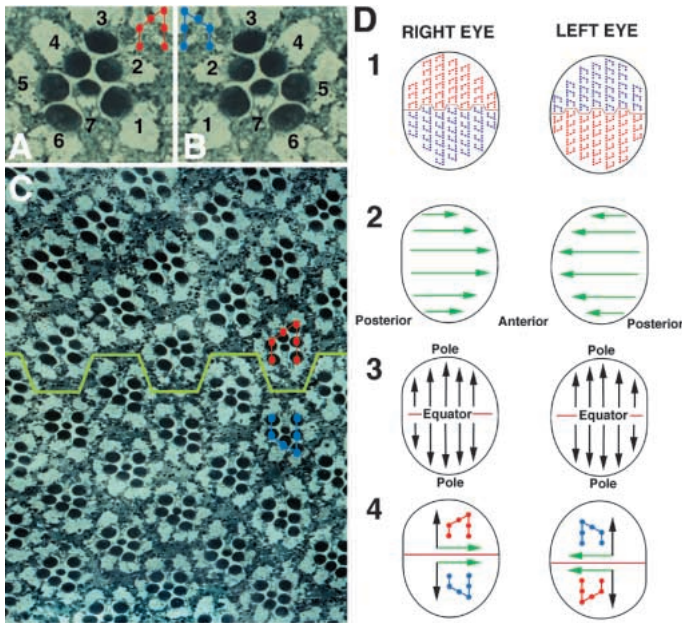 3
4
2
5
1
6
7
A
3
4
2
5
1
6
7
B
C
D
RIGHT EYE
LEFT EYE
1
2
Posterior
Anterior
Posterior
3
Pole
Pole
Equator
Equator
Pole
Pole
4